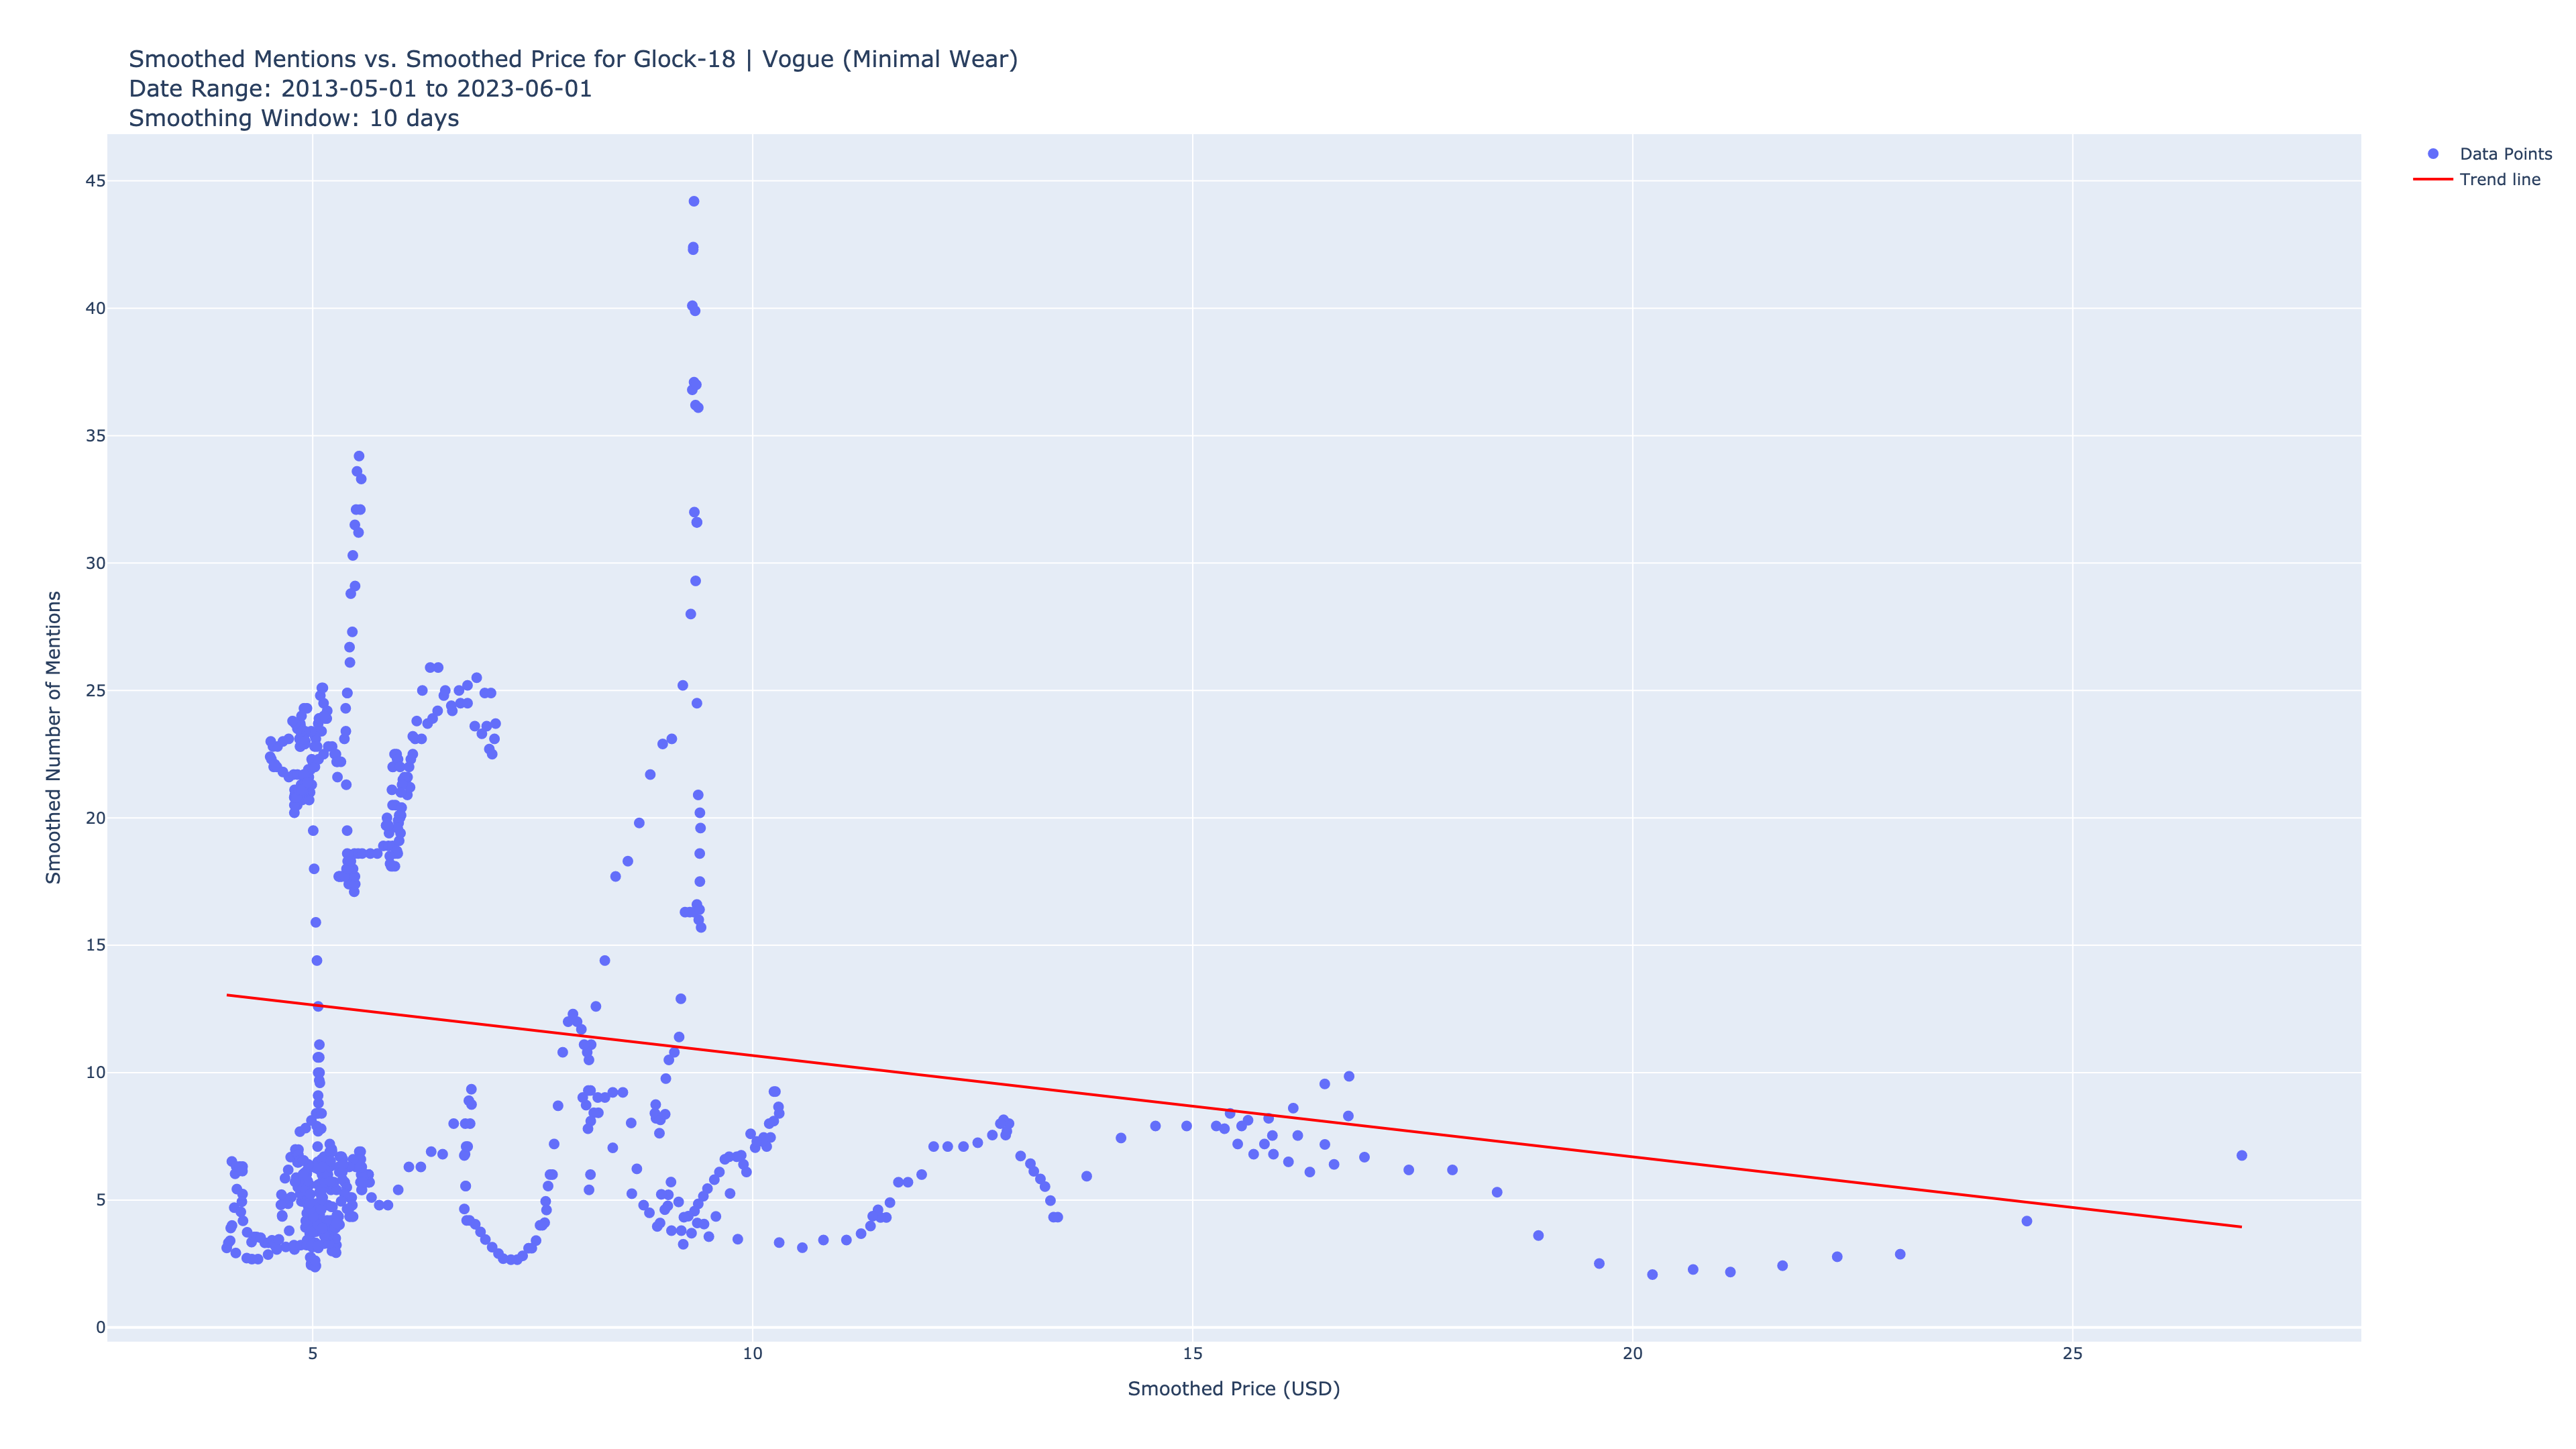 Smoothed Mentions vs. Smoothed Price for Glock-18 | Vogue (Minimal Wear)
Date Range: 2013-05-01 to 2023-06-01
Smoothing Window: 10 days
Data Points
Trend line
45
40
35
30
25
20
15
10
5
0
Smoothed Number of Mentions
5
10
15
20
25
Smoothed Price (USD)